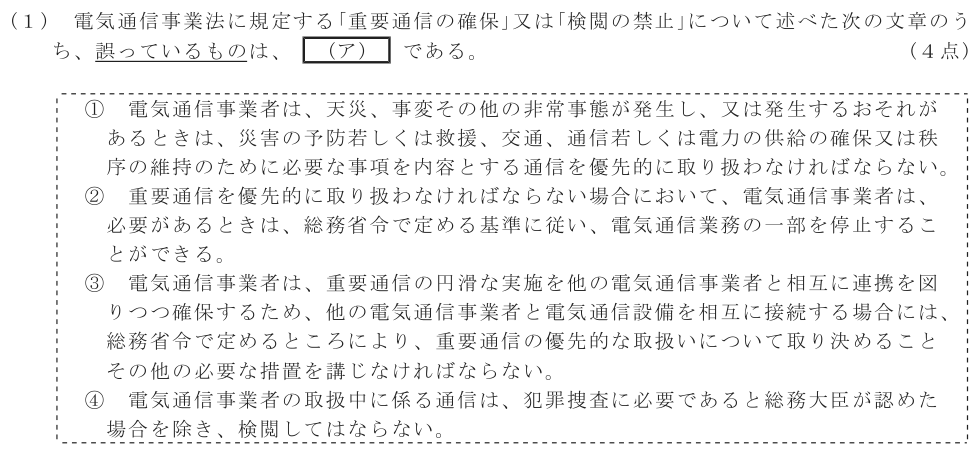 (1) 電気通信事業法に規定する「重要通信の確保」又は「検閲の禁止」について述べた次の文章のう
ち、誤っているものは、 (ア) である。 (4点)
① 電気通信事業者は、天災、事変その他の非常事態が発生し、又は発生するおそれが
あるときは、災害の予防若しくは救援、交通、通信若しくは電力の供給の確保又は秩
序の維持のために必要な事項を内容とする通信を優先的に取り扱わなければならない。
② 重要通信を優先的に取り扱わなければならない場合において、電気通信事業者は、
必要があるときは、総務省令で定める基準に従い、電気通信業務の一部を停止するこ
とができる。
③ 電気通信事業者は、重要通信の円滑な実施を他の電気通信事業者と相互に連携を図
りつつ確保するため、他の電気通信事業者と電気通信設備を相互に接続する場合には、
総務省令で定めるところにより、重要通信の優先的な取扱いについて取り決めること
その他の必要な措置を講じなければならない。
④ 電気通信事業者の取扱中に係る通信は、犯罪捜査に必要であると総務大臣が認めた
場合を除き、検閲してはならない。